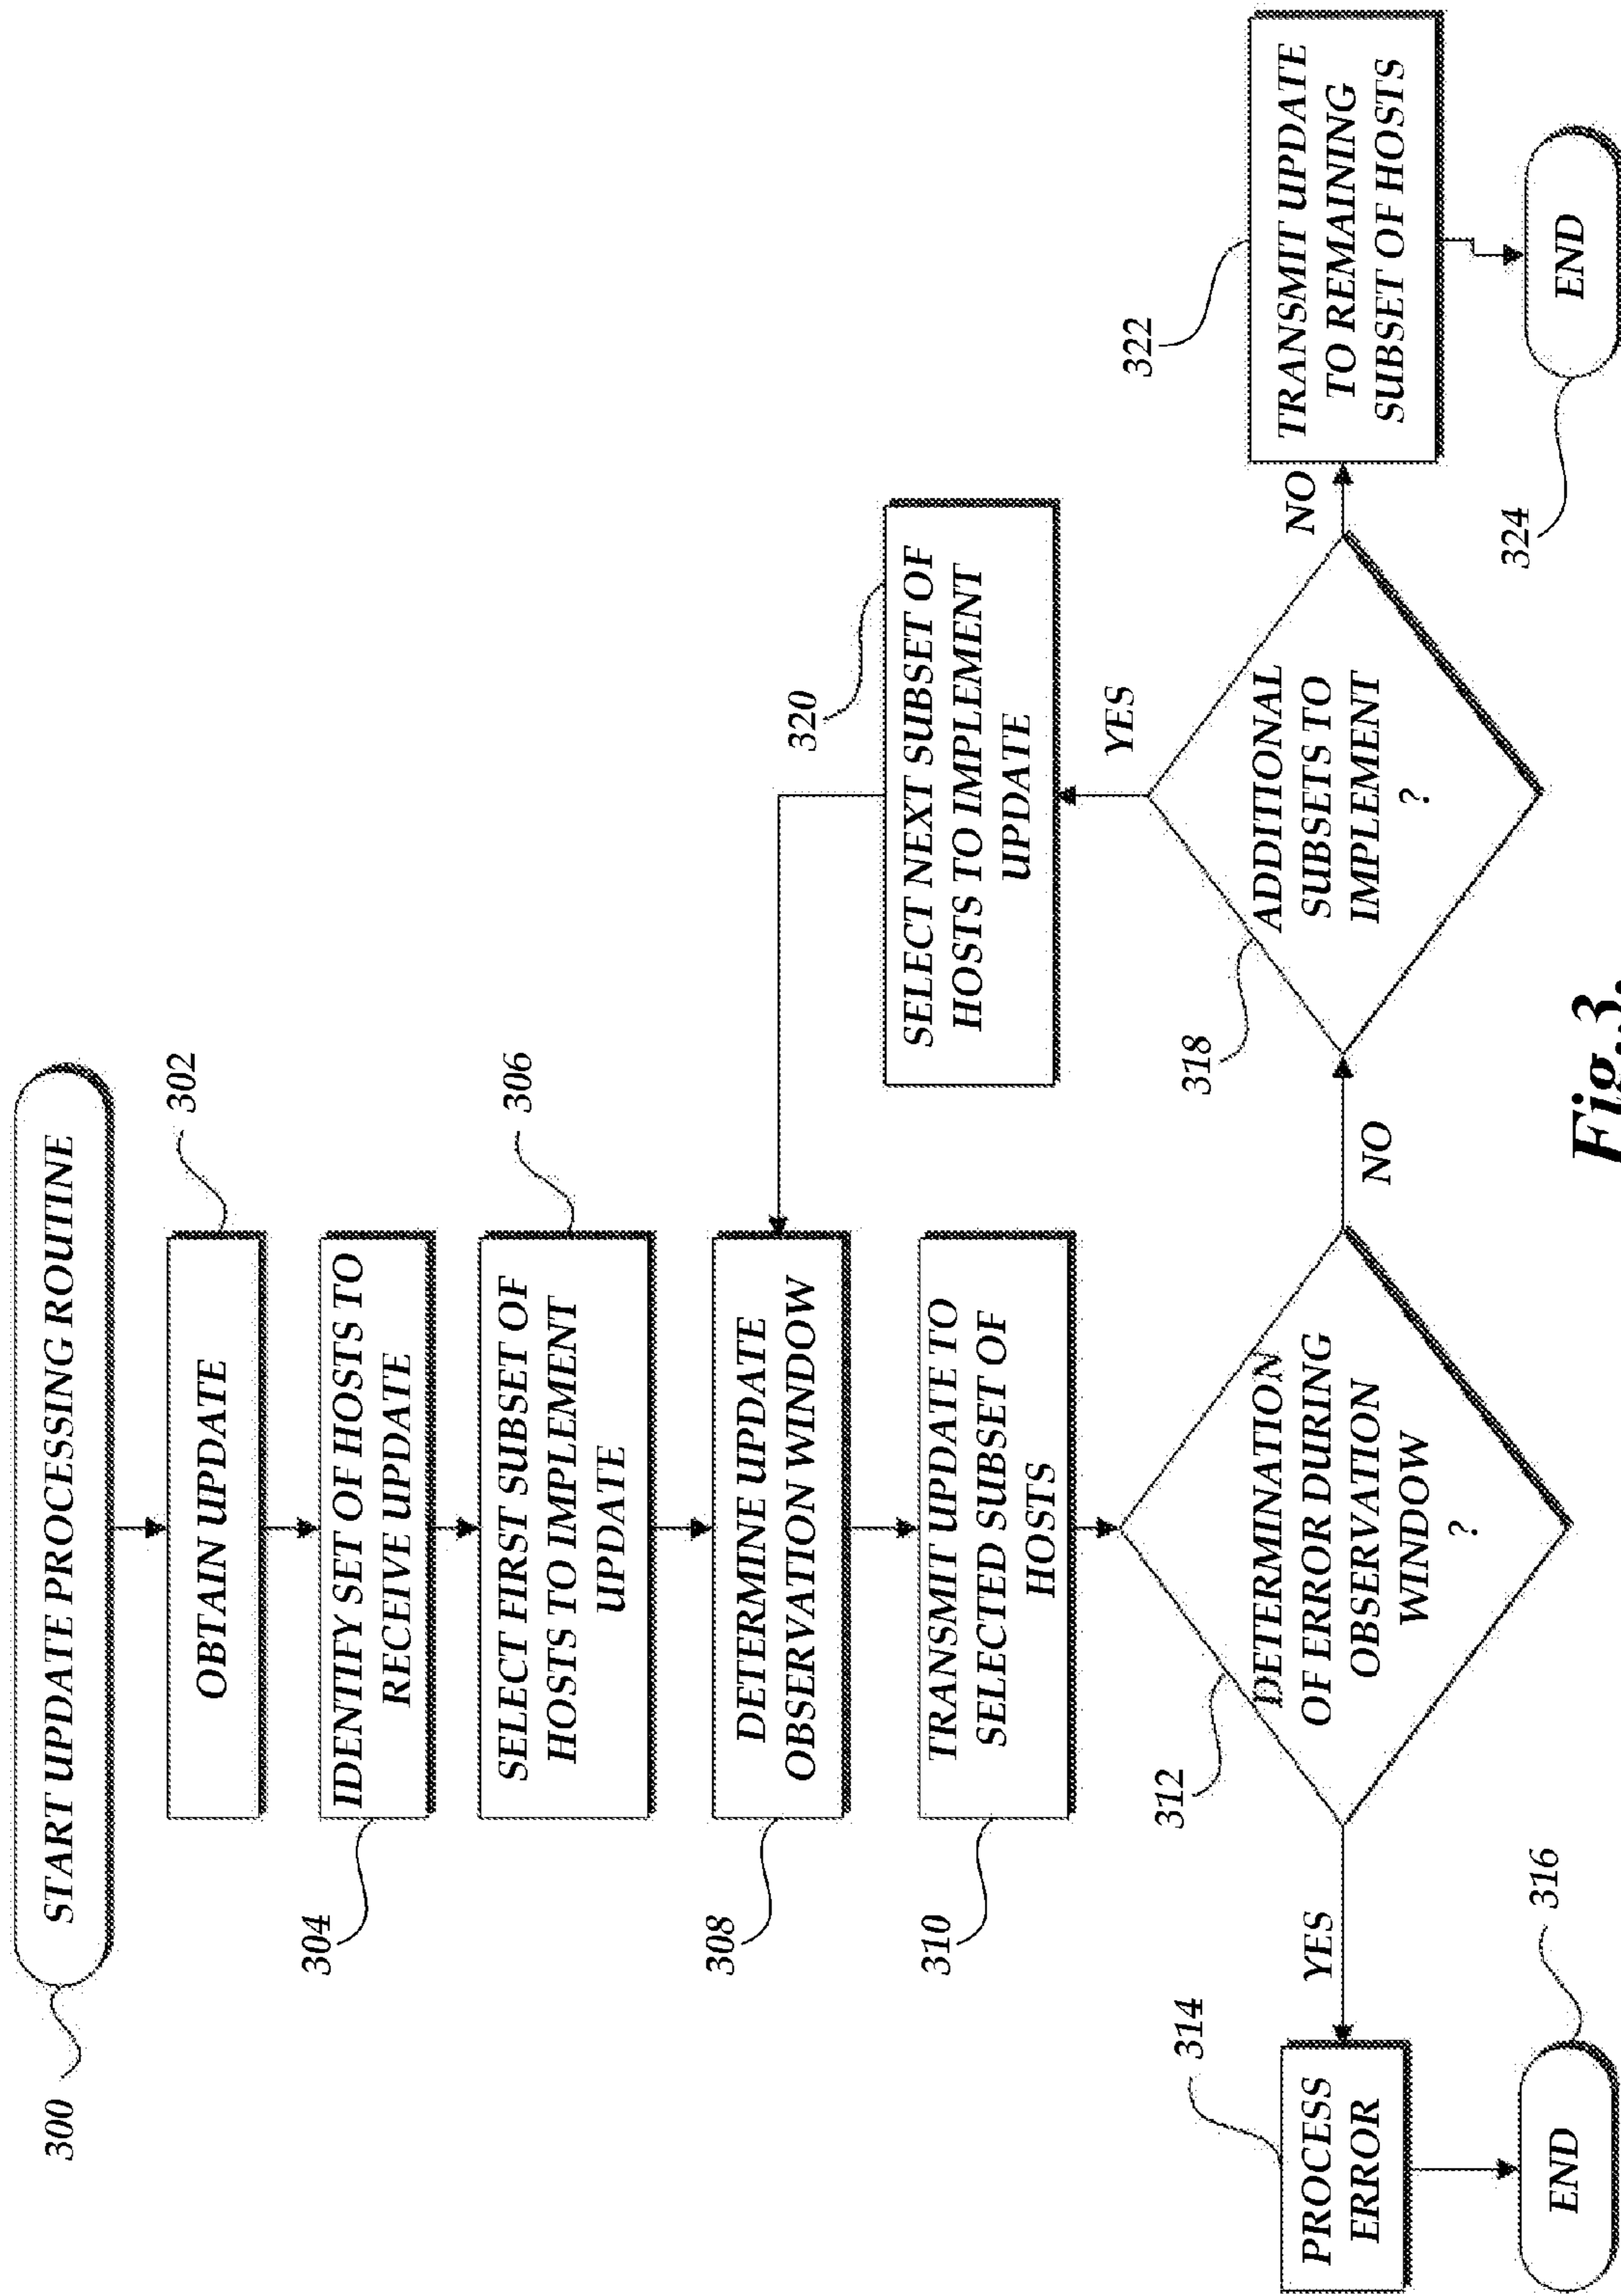 START UPDATE PROCESSING ROUTINE
300
OBTAIN UPDATE
302
IDENTIFY SET OF HOSTS TO
RECEIVE UPDATE
304
SELECT FIRST SUBSET OF
HOSTS TO IMPLEMENT
UPDATE
306
DETERMINE UPDATE
OBSERVATION WINDOW
308
TRANSMIT UPDATE TO
SELECTED SUBSET OF
HOSTS
310
DETERMINATION
OF ERROR DURING
OBSERVATION
WINDOW
?
312
YES
PROCESS
ERROR
314
END
316
NO
ADDITIONAL
SUBSETS TO
IMPLEMENT
?
318
YES
SELECT NEXT SUBSET OF
HOSTS TO IMPLEMENT
UPDATE
320
NO
TRANSMIT UPDATE
TO REMAINING
SUBSET OF HOSTS
322
END
324
Fig.3.